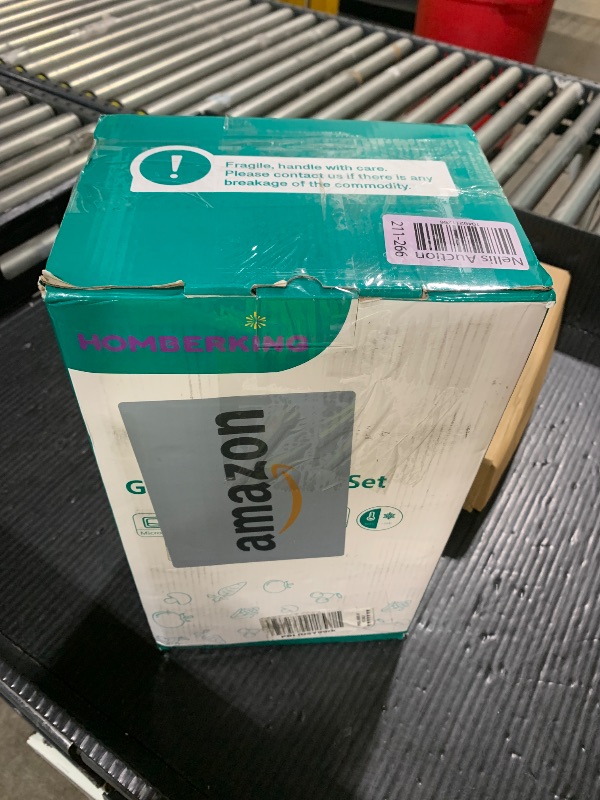 Fragile, handle with care.
Please contact us if there is any
breakage of the commodity.
Nellis Auction
211-266
HOMBERKING
amazon
G
Set